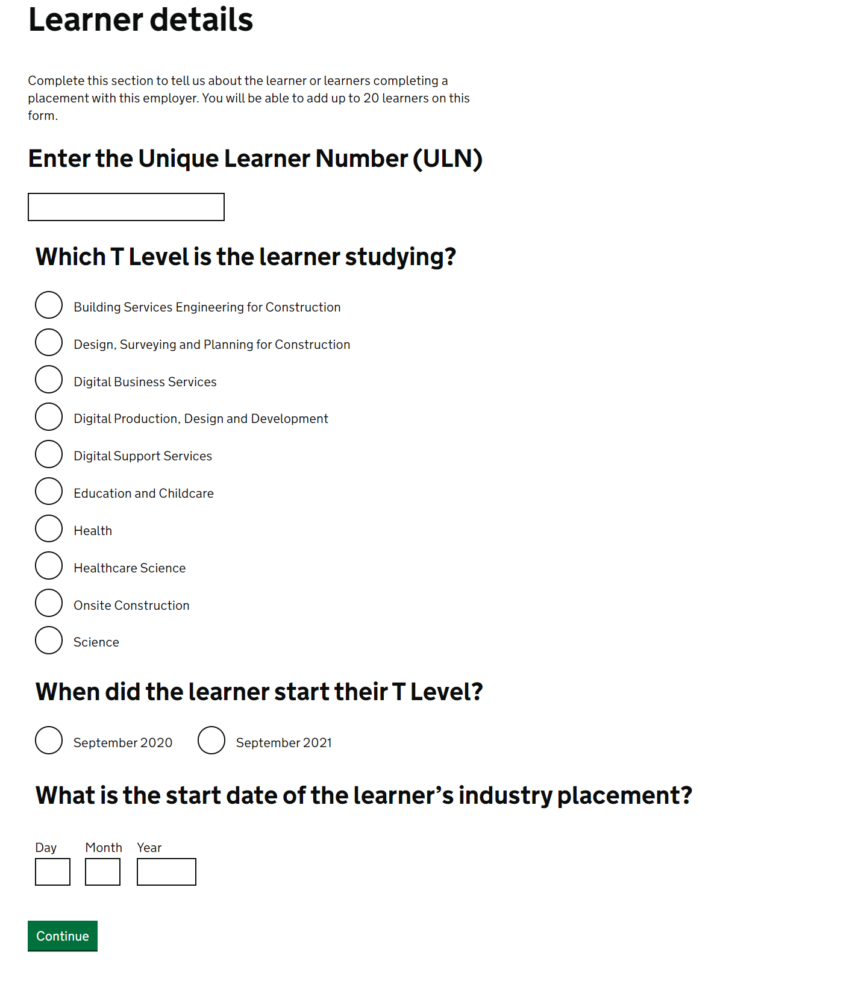 Learner details
Complete this section to tell us about the learner or learners completing a
placement with this employer. You will be able to add up to 20 learners on this
form.
Enter the Unique Learner Number (ULN)
Which T Level is the learner studying?
Building Services Engineering for Construction
Design, Surveying and Planning for Construction
Digital Business Services
Digital Production, Design and Development
Digital Support Services
Education and Childcare
Health
Healthcare Science
Onsite Construction
Science
When did the learner start their T Level?
September 2020 September 2021
What is the start date of the learner’s industry placement?
Day Month Year
Continue